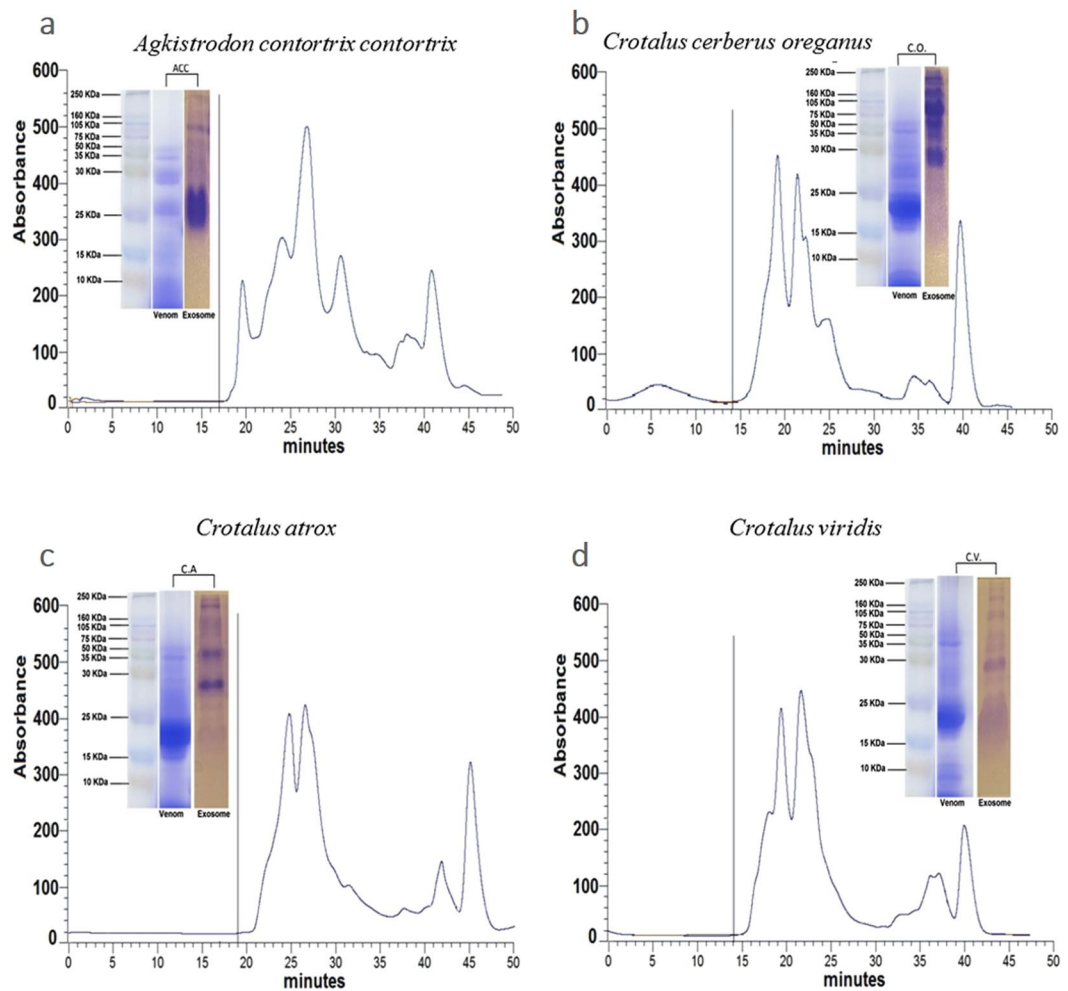 a
Agkistrodon contortrix contortrix
ACC
250 KDa
160 KDa
105 KDa
75 KDa
50 KDa
35 KDa
30 KDa
25 KDa
15 KDa
10 KDa
Venom Exosome
Absorbance
600
500
400
300
200
100
0
0 5 10 15 20 25 30 35 40 45 50
minutes
b
Crotalus cerberus oreganus
C.O.
250 KDa
160 KDa
105 KDa
75 KDa
50 KDa
35 KDa
30 KDa
25 KDa
15 KDa
10 KDa
Venom Exosome
Absorbance
600
500
400
300
200
100
0
0 5 10 15 20 25 30 35 40 45 50
minutes
c
Crotalus atrox
C.A
250 KDa
160 KDa
105 KDa
75 KDa
50 KDa
35 KDa
30 KDa
25 KDa
15 KDa
10 KDa
Venom Exosome
Absorbance
600
500
400
300
200
100
0
0 5 10 15 20 25 30 35 40 45 50
minutes
d
Crotalus viridis
C.V.
250 KDa
160 KDa
105 KDa
75 KDa
50 KDa
35 KDa
30 KDa
25 KDa
15 KDa
10 KDa
Venom Exosome
Absorbance
600
500
400
300
200
100
0
0 5 10 15 20 25 30 35 40 45 50
minutes